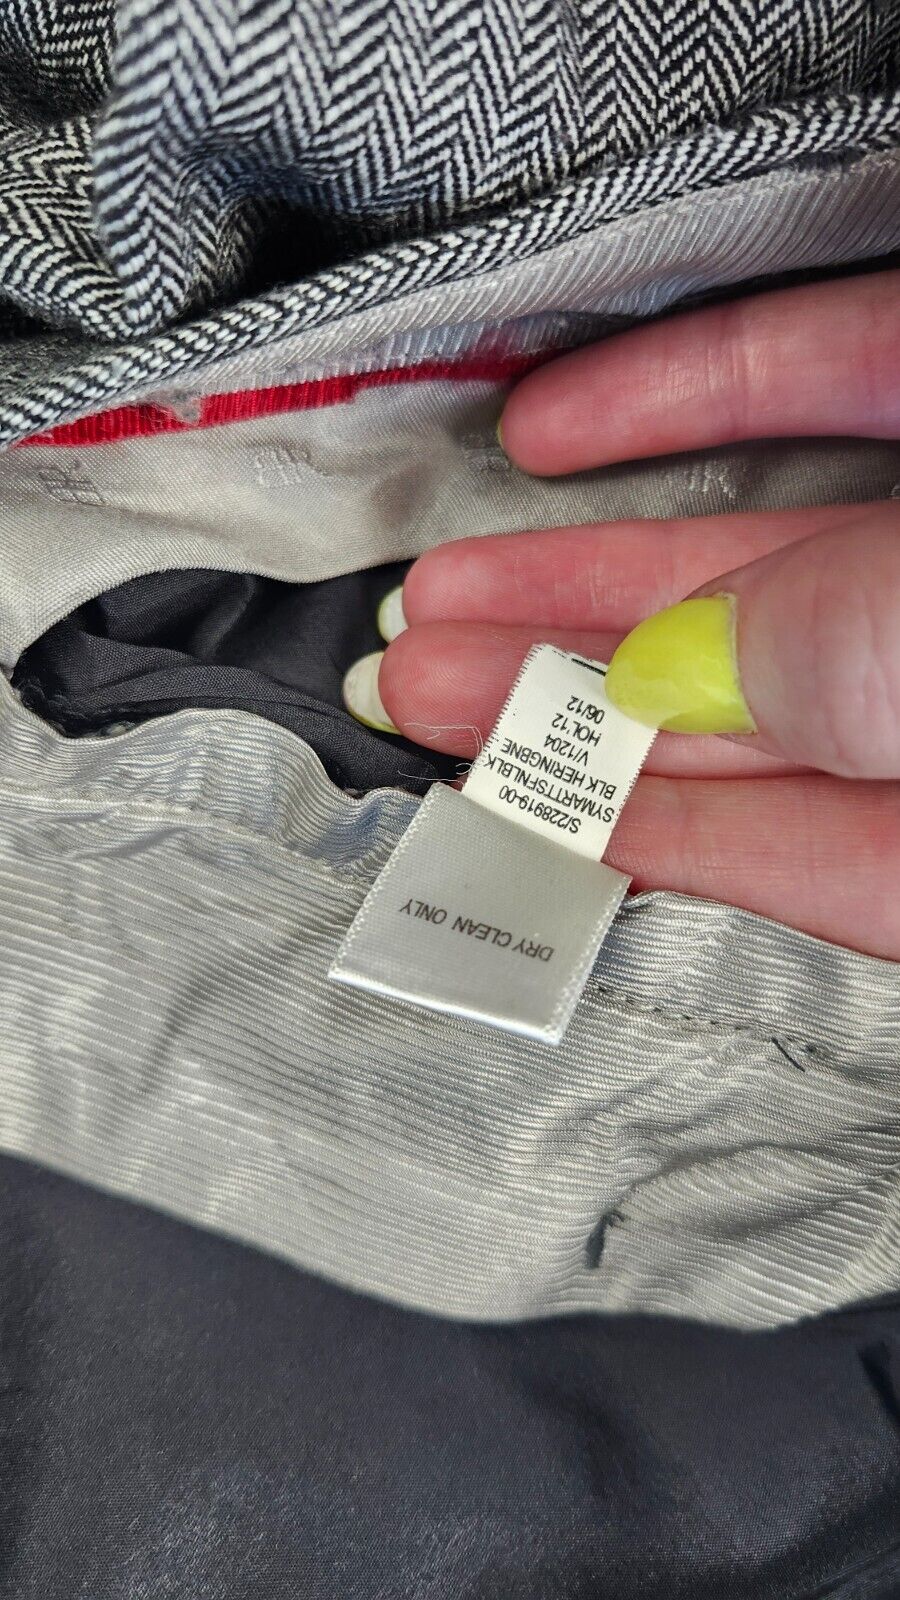 S/228919-00
SYMARTTSFNLBLK
BLK HERINGBNE
V/1204
HOL'12
06/12
DRY CLEAN ONLY